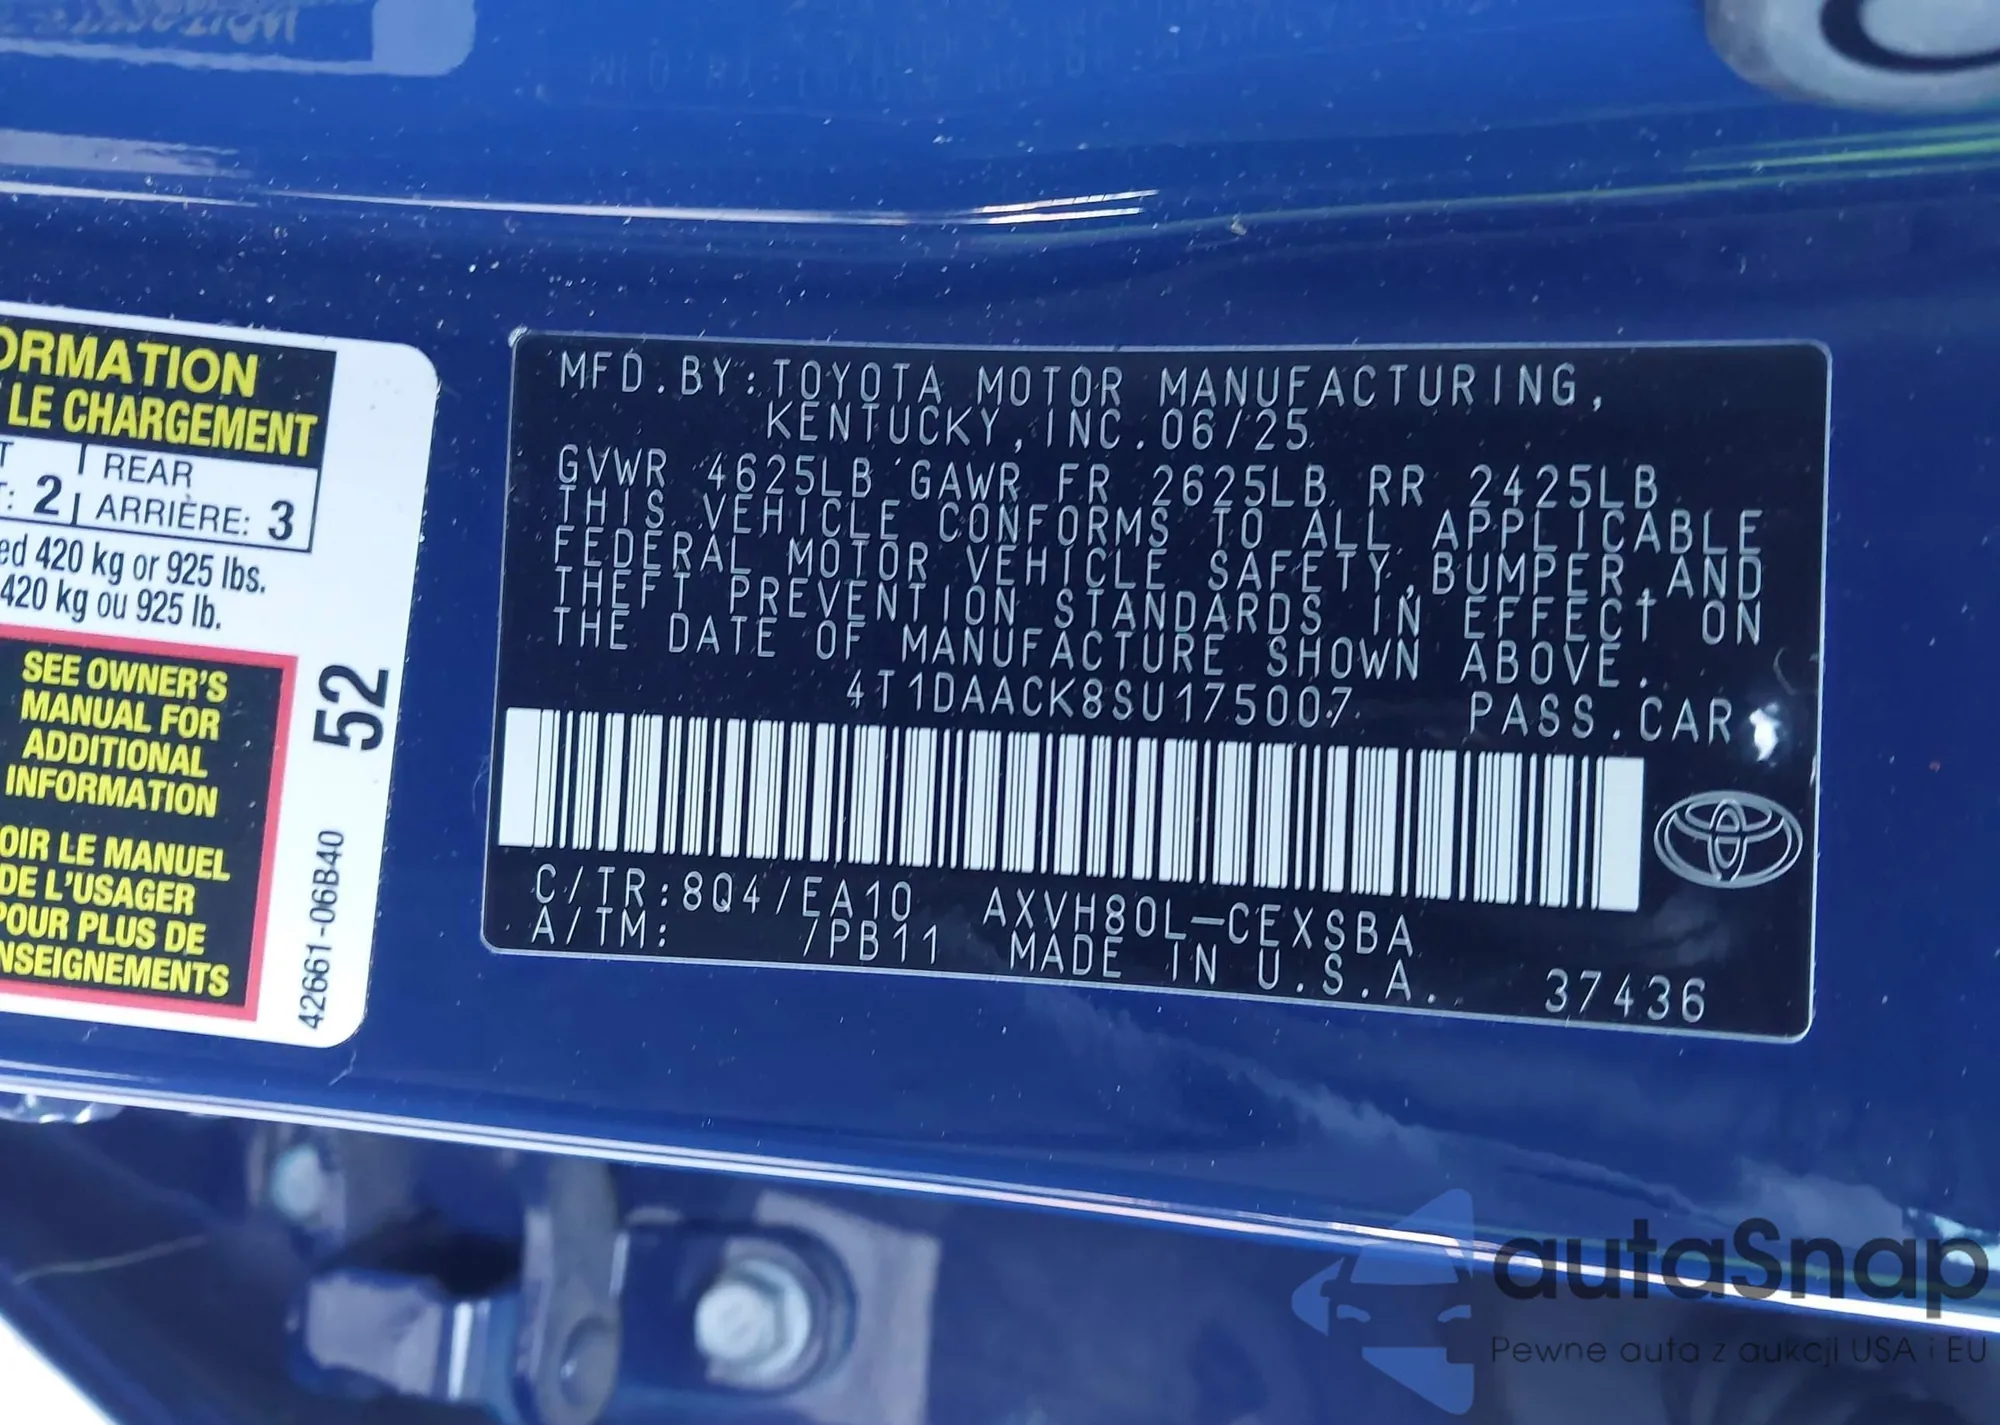 ORMATION
LE CHARGEMENT
REAR
: 2 ARRIÈRE: 3
ed 420 kg or 925 lbs.
420 kg ou 925 lb.
SEE OWNER'S
MANUAL FOR
ADDITIONAL
INFORMATION
OIR LE MANUEL
DE L'USAGER
POUR PLUS DE
NSEIGNEMENTS
52
42661-06B40
MFD.BY:TOYOTA MOTOR MANUFACTURING,
KENTUCKY,INC.06/25
GVWR 4625LB GAWR FR 2625LB RR 2425LB
THIS VEHICLE CONFORMS TO ALL APPLICABLE
FEDERAL MOTOR VEHICLE SAFETY,BUMPER,AND
THEFT PREVENTION STANDARDS IN EFFECT ON
THE DATE OF MANUFACTURE SHOWN ABOVE.
4T1DAACK8SU175007 PASS.CAR
C/TR:8Q4/EA10 AXVH80L-CEXSBA
A/TM: /PB11 MADE IN U.S.A. 37436
autaSnap
Pewne auta z aukcji USA i EU